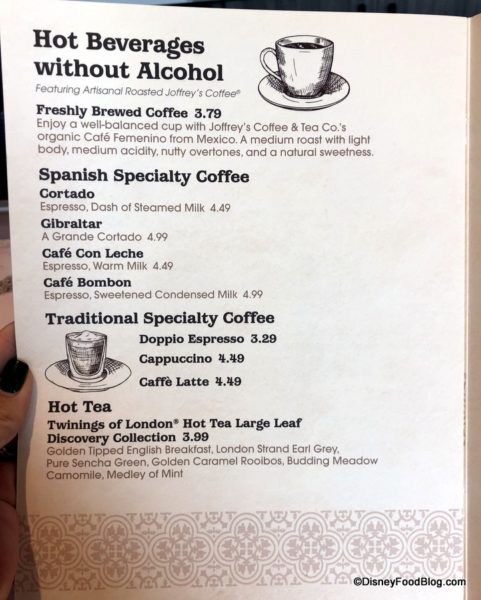 Hot Beverages
without Alcohol
Featuring Artisanal Roasted Joffrey's Coffee®
Freshly Brewed Coffee 3.79
Enjoy a well-balanced cup with Joffrey's Coffee & Tea Co.'s
organic Café Femenino from Mexico. A medium roast with light
body, medium acidity, nutty overtones, and a natural sweetness.
Spanish Specialty Coffee
Cortado
Espresso, Dash of Steamed Milk 4.49
Gibraltar
A Grande Cortado 4.99
Café Con Leche
Espresso, Warm Milk 4.49
Café Bombon
Espresso, Sweetened Condensed Milk 4.99
Traditional Specialty Coffee
Doppio Espresso 3.29
Cappuccino 4.49
Caffè Latte 4.49
Hot Tea
Twinings of London® Hot Tea Large Leaf
Discovery Collection 3.99
Golden Tipped English Breakfast, London Strand Earl Grey,
Pure Sencha Green, Golden Caramel Rooibos, Budding Meadow
Camomile, Medley of Mint
©DisneyFoodBlog.com